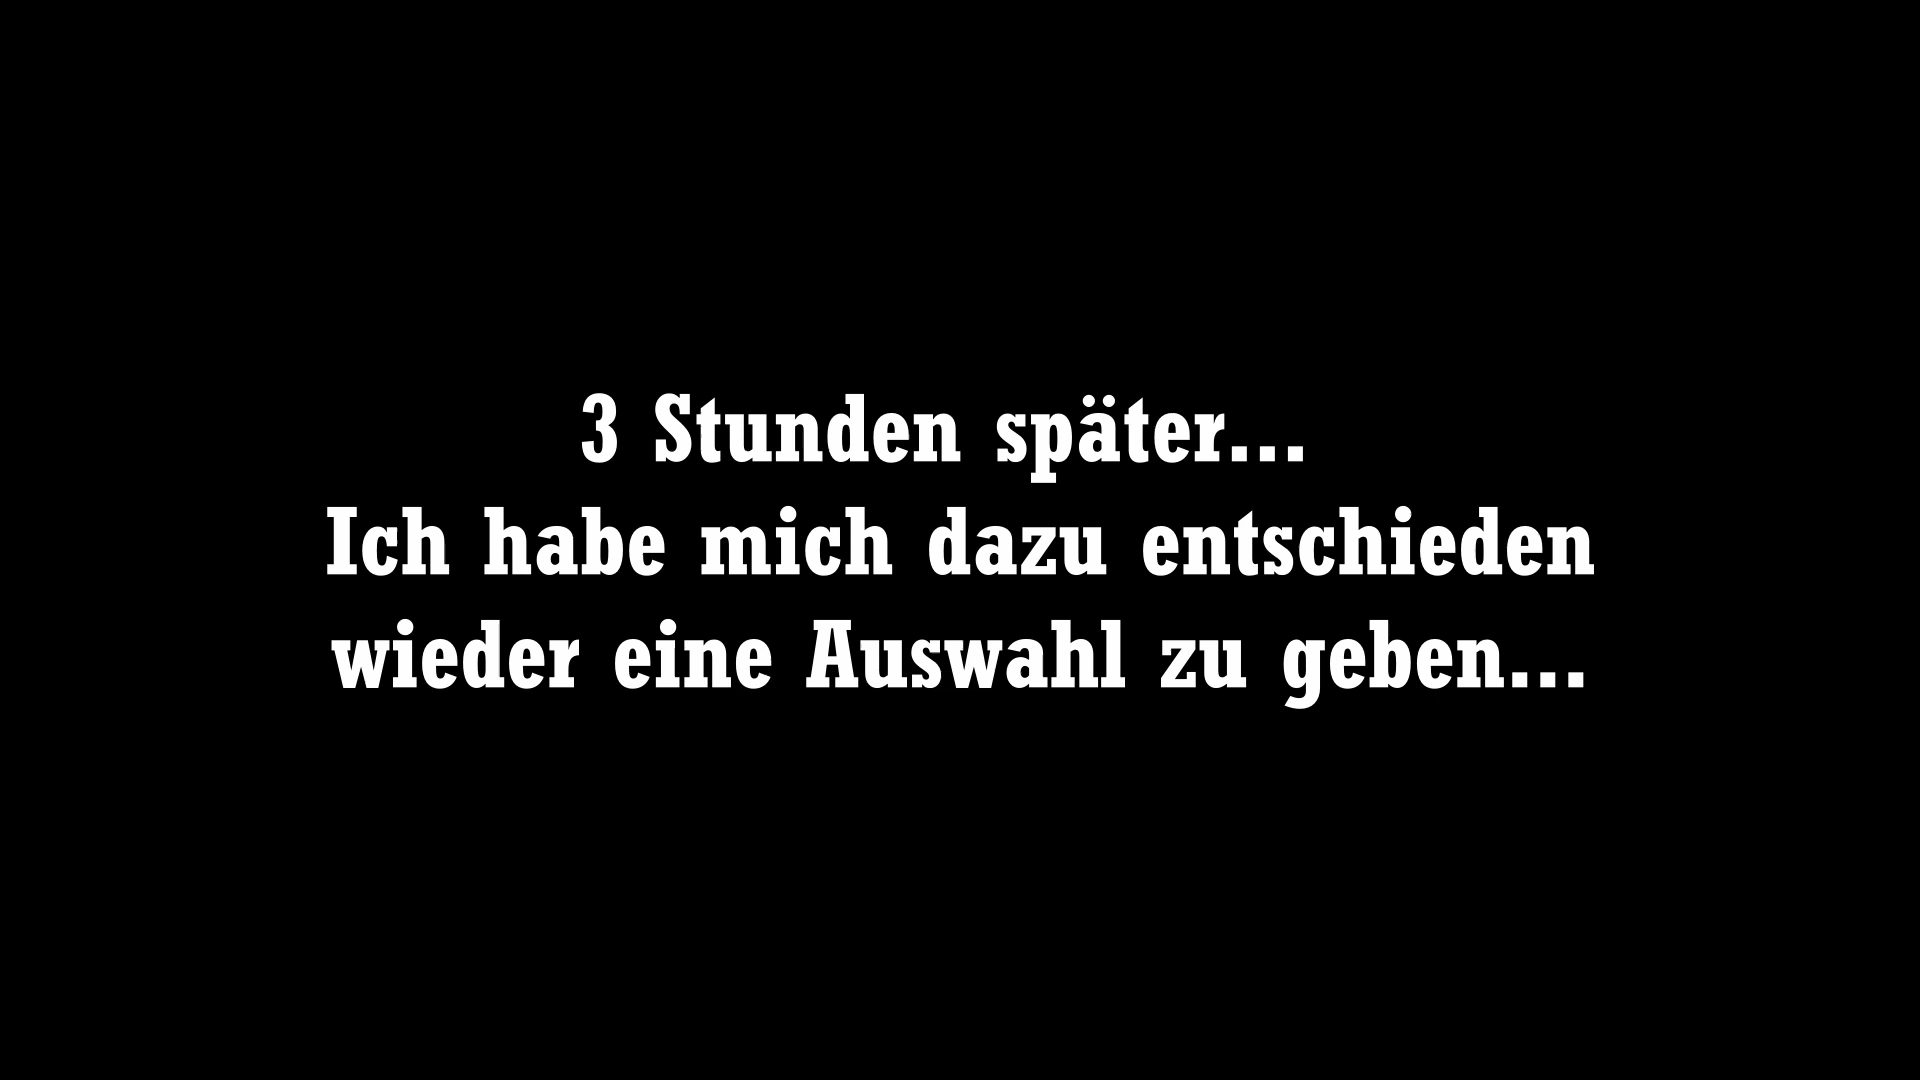 3 Stunden später...
Ich habe mich dazu entschieden
wieder eine Auswahl zu geben...